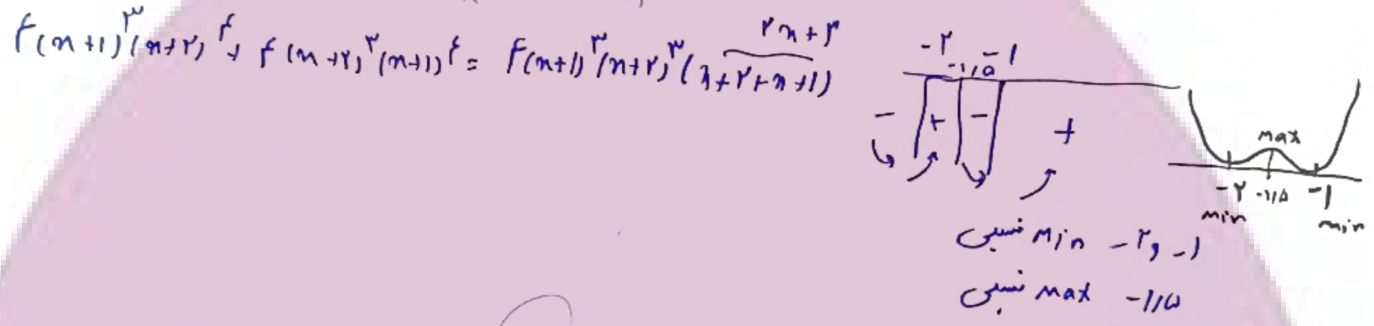 ۴(x+۱)^۳(x+۲)^۴ + ۴(x+۲)^۳(x+۱)^۴ = ۴(x+۱)^۳(x+۲)^۳(x+۲+x+۱)
۲x+۳
-۲ -۱/۵ -۱
- + - +
max
-۲ -۱/۵ -۱
min min
-۲ و -۱ min نسبی
-۱/۵ max نسبی